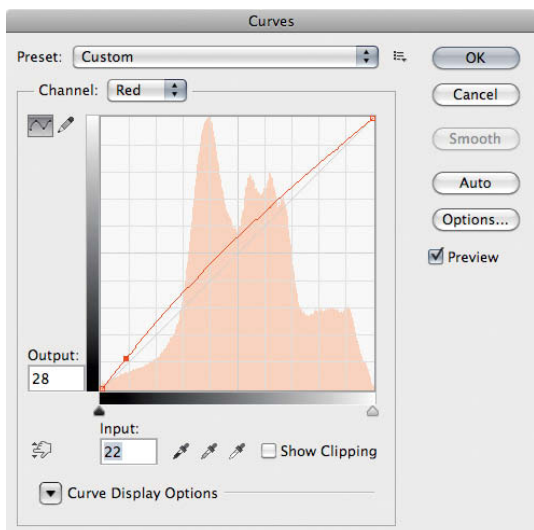 Curves
Preset: Custom
OK
Channel: Red
Cancel
Smooth
Auto
Options...
Preview
Output:
28
Input:
22
Show Clipping
Curve Display Options